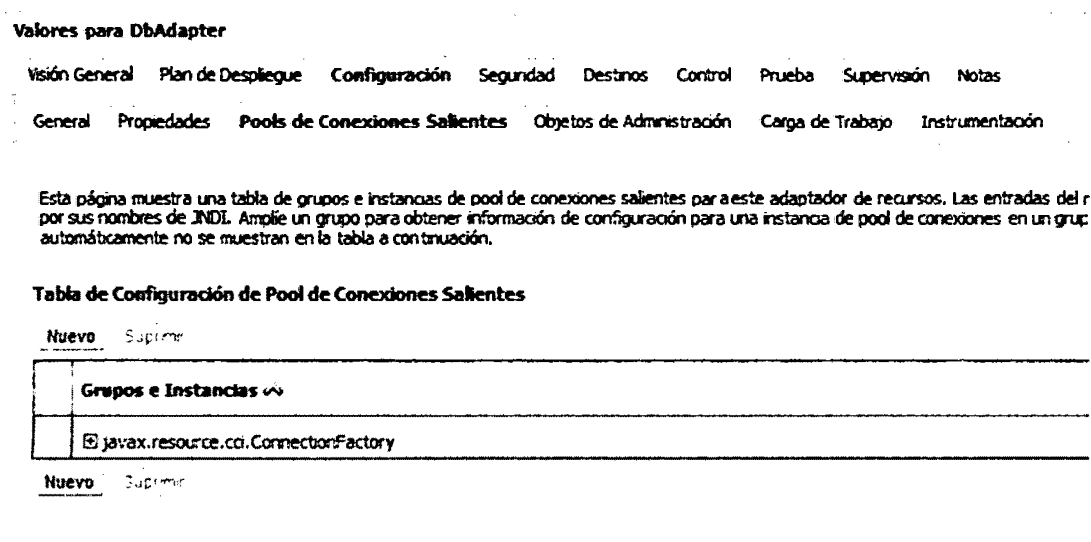 Valores para DbAdapter
Visión General Plan de Despliegue Configuración Seguridad Destinos Control Prueba Supervisión Notas
General Propiedades Pools de Conexiones Salientes Objetos de Administración Carga de Trabajo Instrumentación
Esta página muestra una tabla de grupos e instancias de pool de conexiones salientes para este adaptador de recursos. Las entradas del r
por sus nombres de JNDI. Amplíe un grupo para obtener información de configuración para una instancia de pool de conexiones en un grup
automáticamente no se muestran en la tabla a continuación.
Tabla de Configuración de Pool de Conexiones Salientes
Nuevo Suprimir
Grupos e Instancias
javax.resource.cci.ConnectionFactory
Nuevo Suprimir